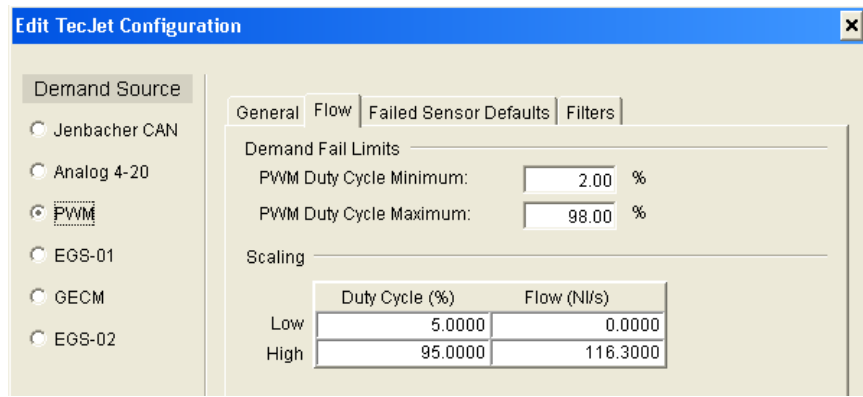 Edit TecJet Configuration
Demand Source
Jenbacher CAN
Analog 4-20
PWM
EGS-01
GECM
EGS-02
General Flow Failed Sensor Defaults Filters
Demand Fail Limits
PWM Duty Cycle Minimum: 2.00 %
PWM Duty Cycle Maximum: 98.00 %
Scaling
Duty Cycle (%) Flow (Nl/s)
Low 5.0000 0.0000
High 95.0000 116.3000